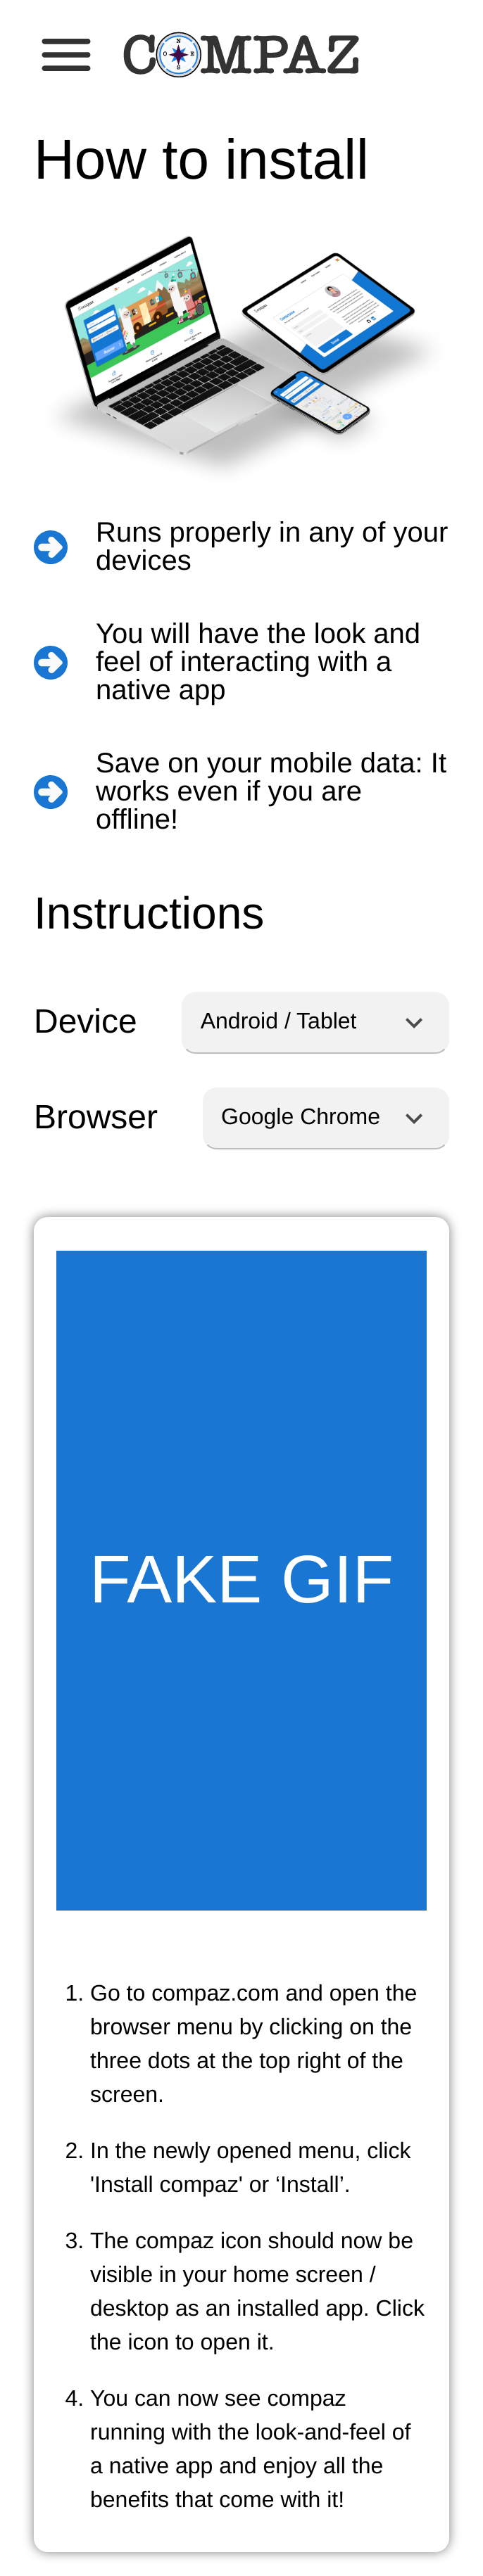 COMPAZ
How to install
Runs properly in any of your
devices
You will have the look and
feel of interacting with a
native app
Save on your mobile data: It
works even if you are
offline!
Instructions
Device
Android / Tablet
Browser
Google Chrome
FAKE GIF
1. Go to compaz.com and open the
browser menu by clicking on the
three dots at the top right of the
screen.
2. In the newly opened menu, click
'Install compaz' or ‘Install’.
3. The compaz icon should now be
visible in your home screen /
desktop as an installed app. Click
the icon to open it.
4. You can now see compaz
running with the look-and-feel of
a native app and enjoy all the
benefits that come with it!